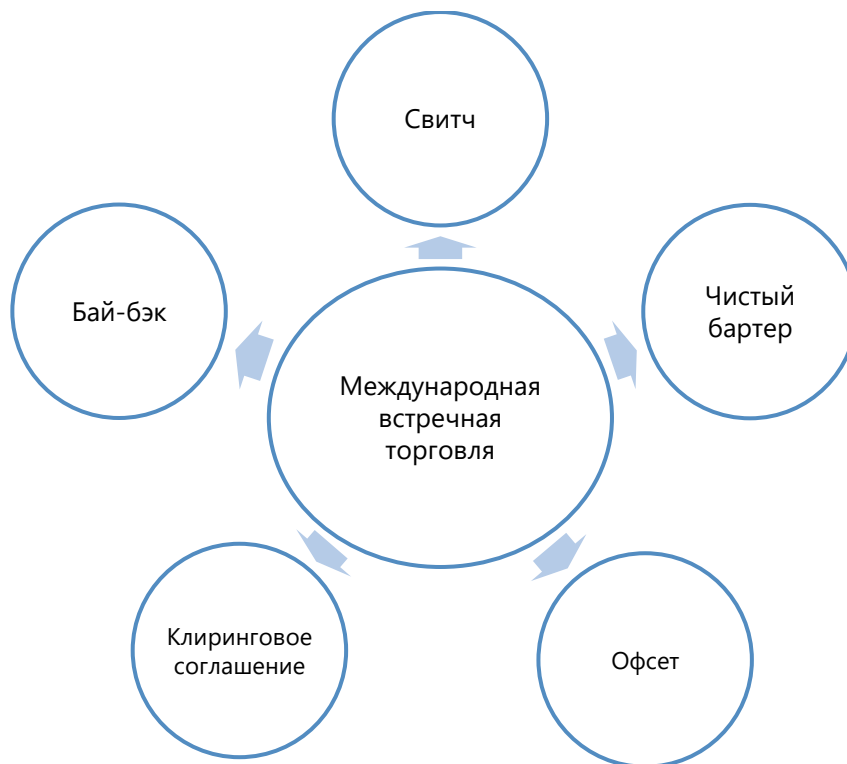 Свитч
Бай-бэк
Чистый
бартер
Международная
встречная
торговля
Клиринговое
соглашение
Офсет